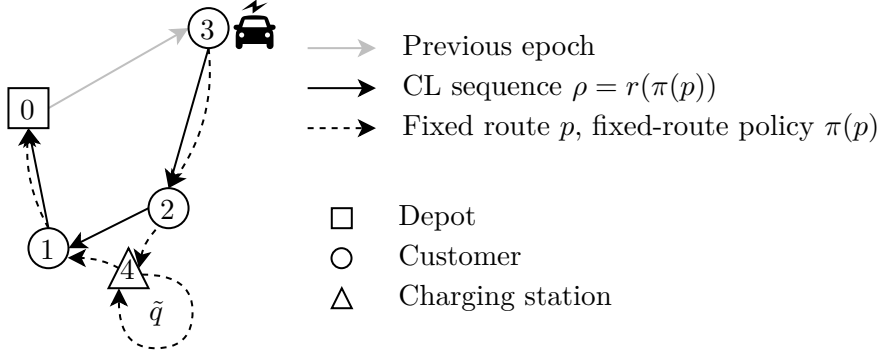 3
0
2
1
4
q̃
Previous epoch
CL sequence ρ = r(π(p))
Fixed route p, fixed-route policy π(p)
Depot
Customer
Charging station